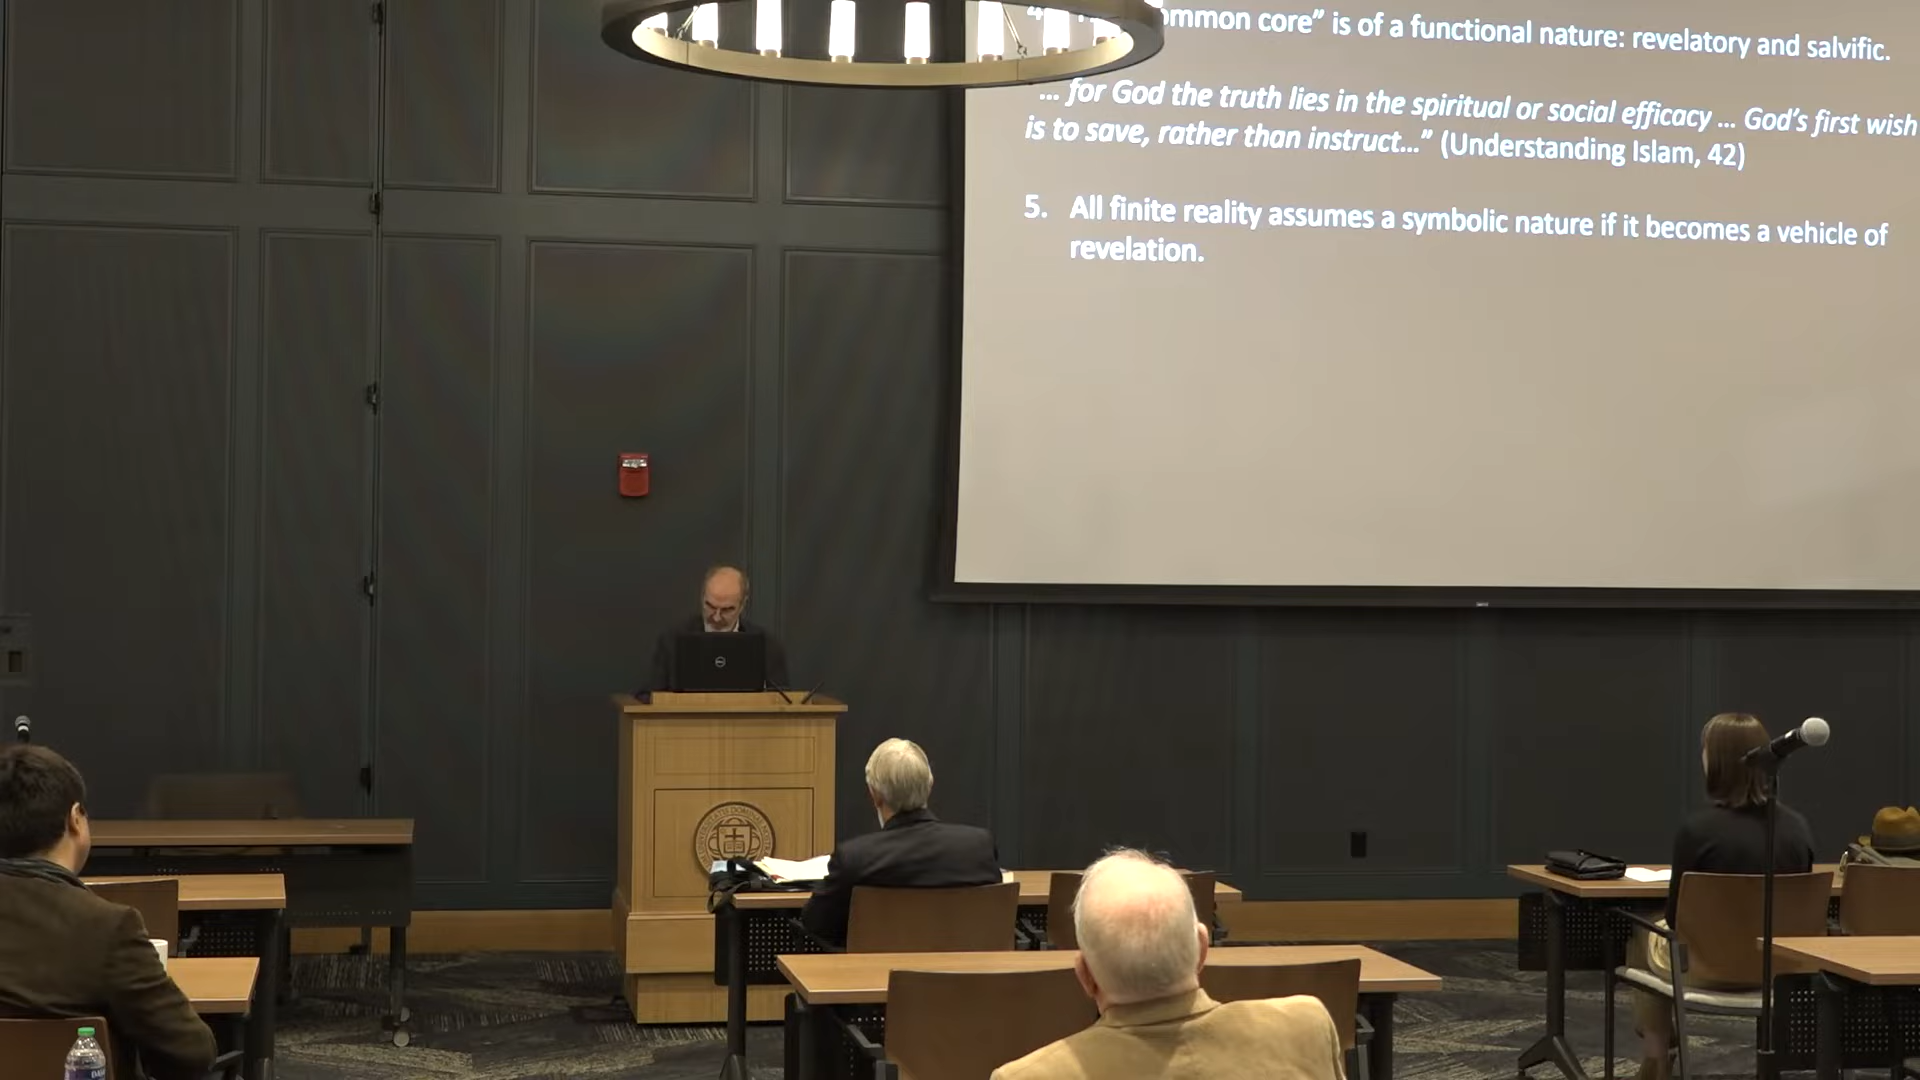 ommon core” is of a functional nature: revelatory and salvific.
… for God the truth lies in the spiritual or social efficacy … God’s first wish
is to save, rather than instruct…” (Understanding Islam, 42)
5. All finite reality assumes a symbolic nature if it becomes a vehicle of
revelation.